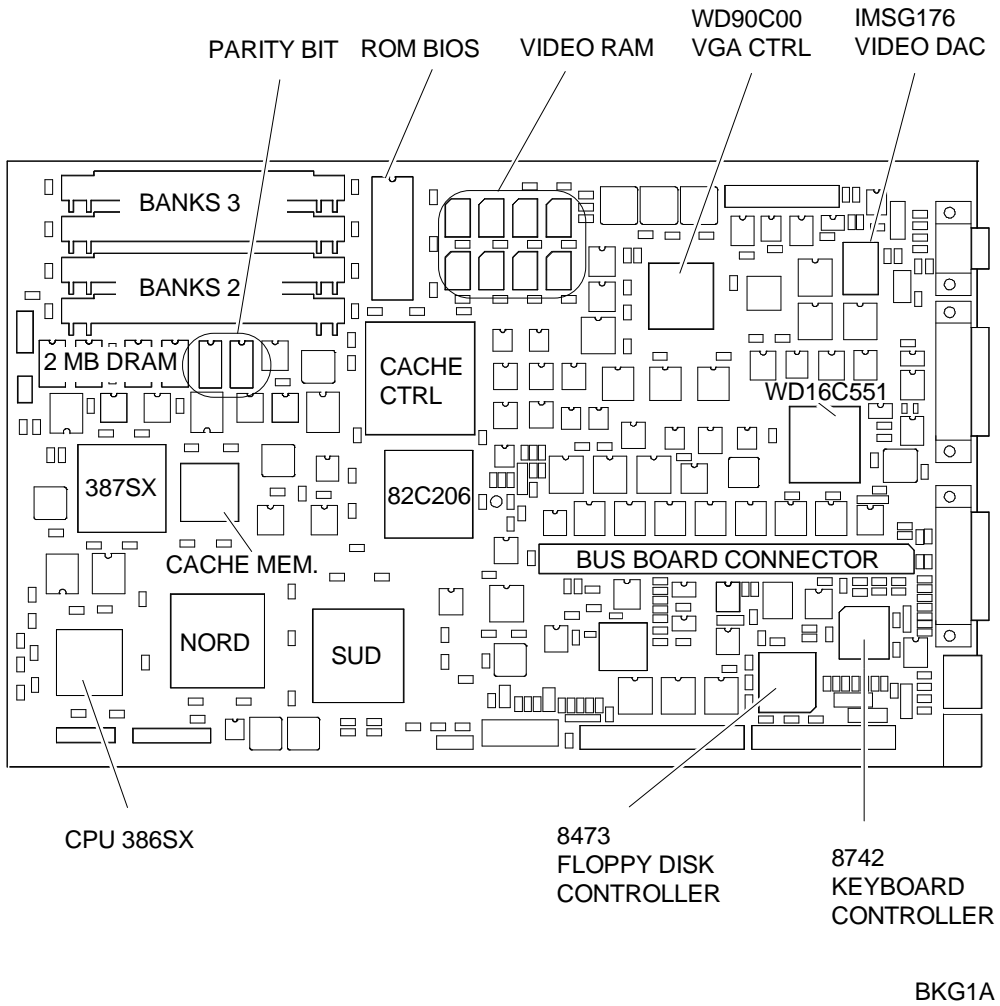 WD90C00
VGA CTRL
IMSG176
VIDEO DAC
PARITY BIT
ROM BIOS
VIDEO RAM
BANKS 3
BANKS 2
2 MB DRAM
CACHE
CTRL
WD16C551
387SX
82C206
CACHE MEM.
BUS BOARD CONNECTOR
NORD
SUD
CPU 386SX
8473
FLOPPY DISK
CONTROLLER
8742
KEYBOARD
CONTROLLER
BKG1A